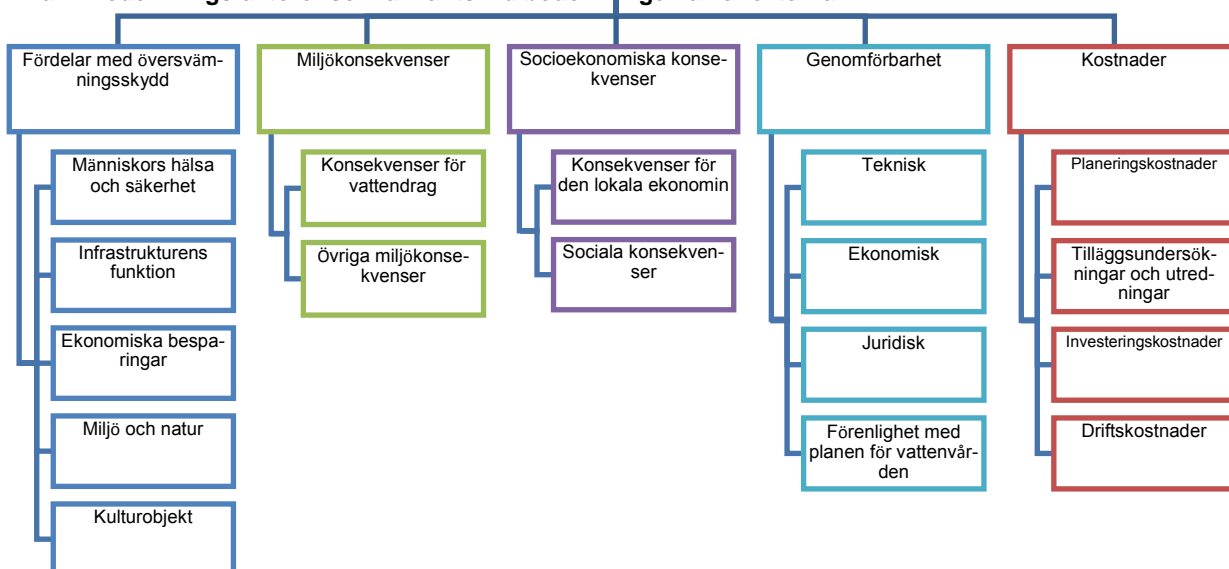 Fördelar med översväm-
ningsskydd
Människors hälsa
och säkerhet
Infrastrukturens
funktion
Ekonomiska bespa-
ringar
Miljö och natur
Kulturobjekt
Miljökonsekvenser
Konsekvenser för
vattendrag
Övriga miljökonse-
kvenser
Socioekonomiska konse-
kvenser
Konsekvenser för
den lokala ekonomin
Sociala konsekven-
ser
Genomförbarhet
Teknisk
Ekonomisk
Juridisk
Förenlighet med
planen för vattenvår-
den
Kostnader
Planeringskostnader
Tilläggsundersök-
ningar och utred-
ningar
Investeringskostnader
Driftskostnader